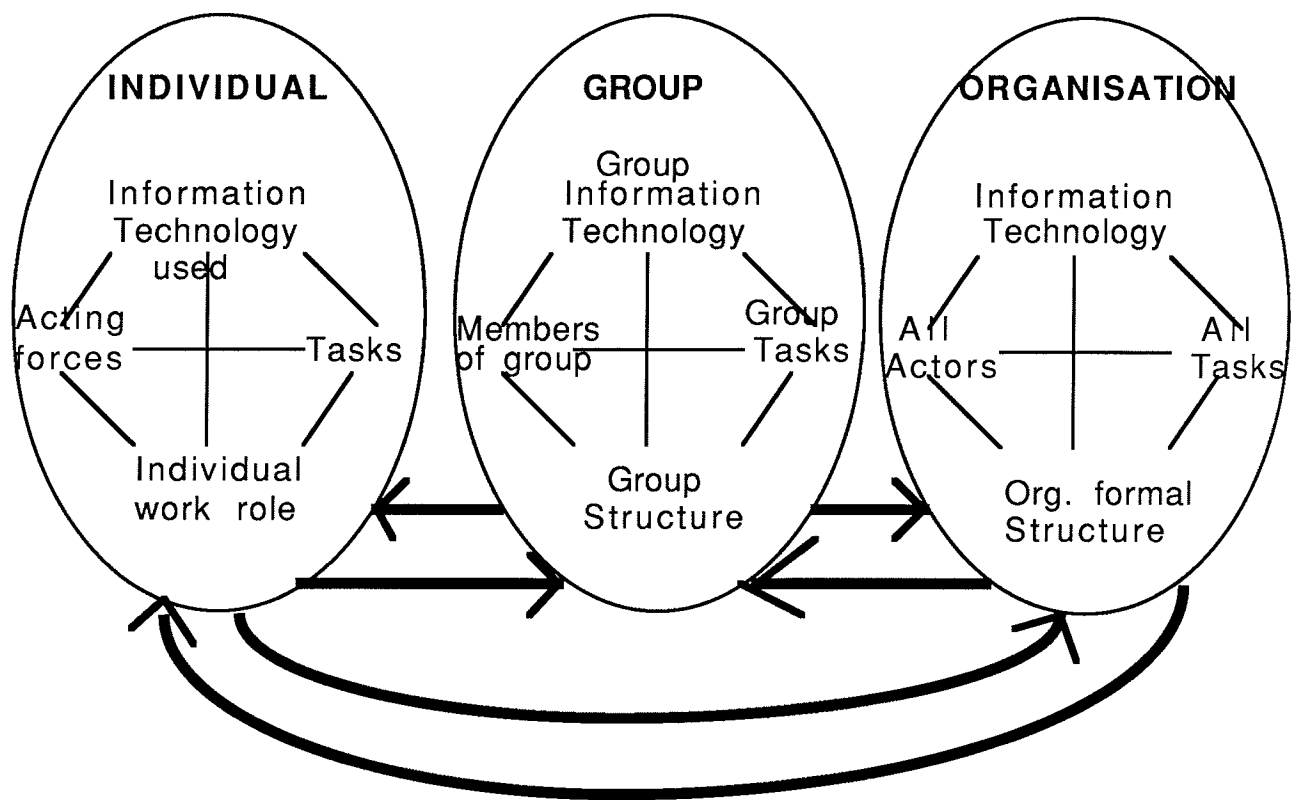 INDIVIDUAL
Information
Technology
used
Acting
forces
Tasks
Individual
work role
GROUP
Group
Information
Technology
Members
of group
Group
Tasks
Group
Structure
ORGANISATION
Information
Technology
All
Actors
All
Tasks
Org. formal
Structure